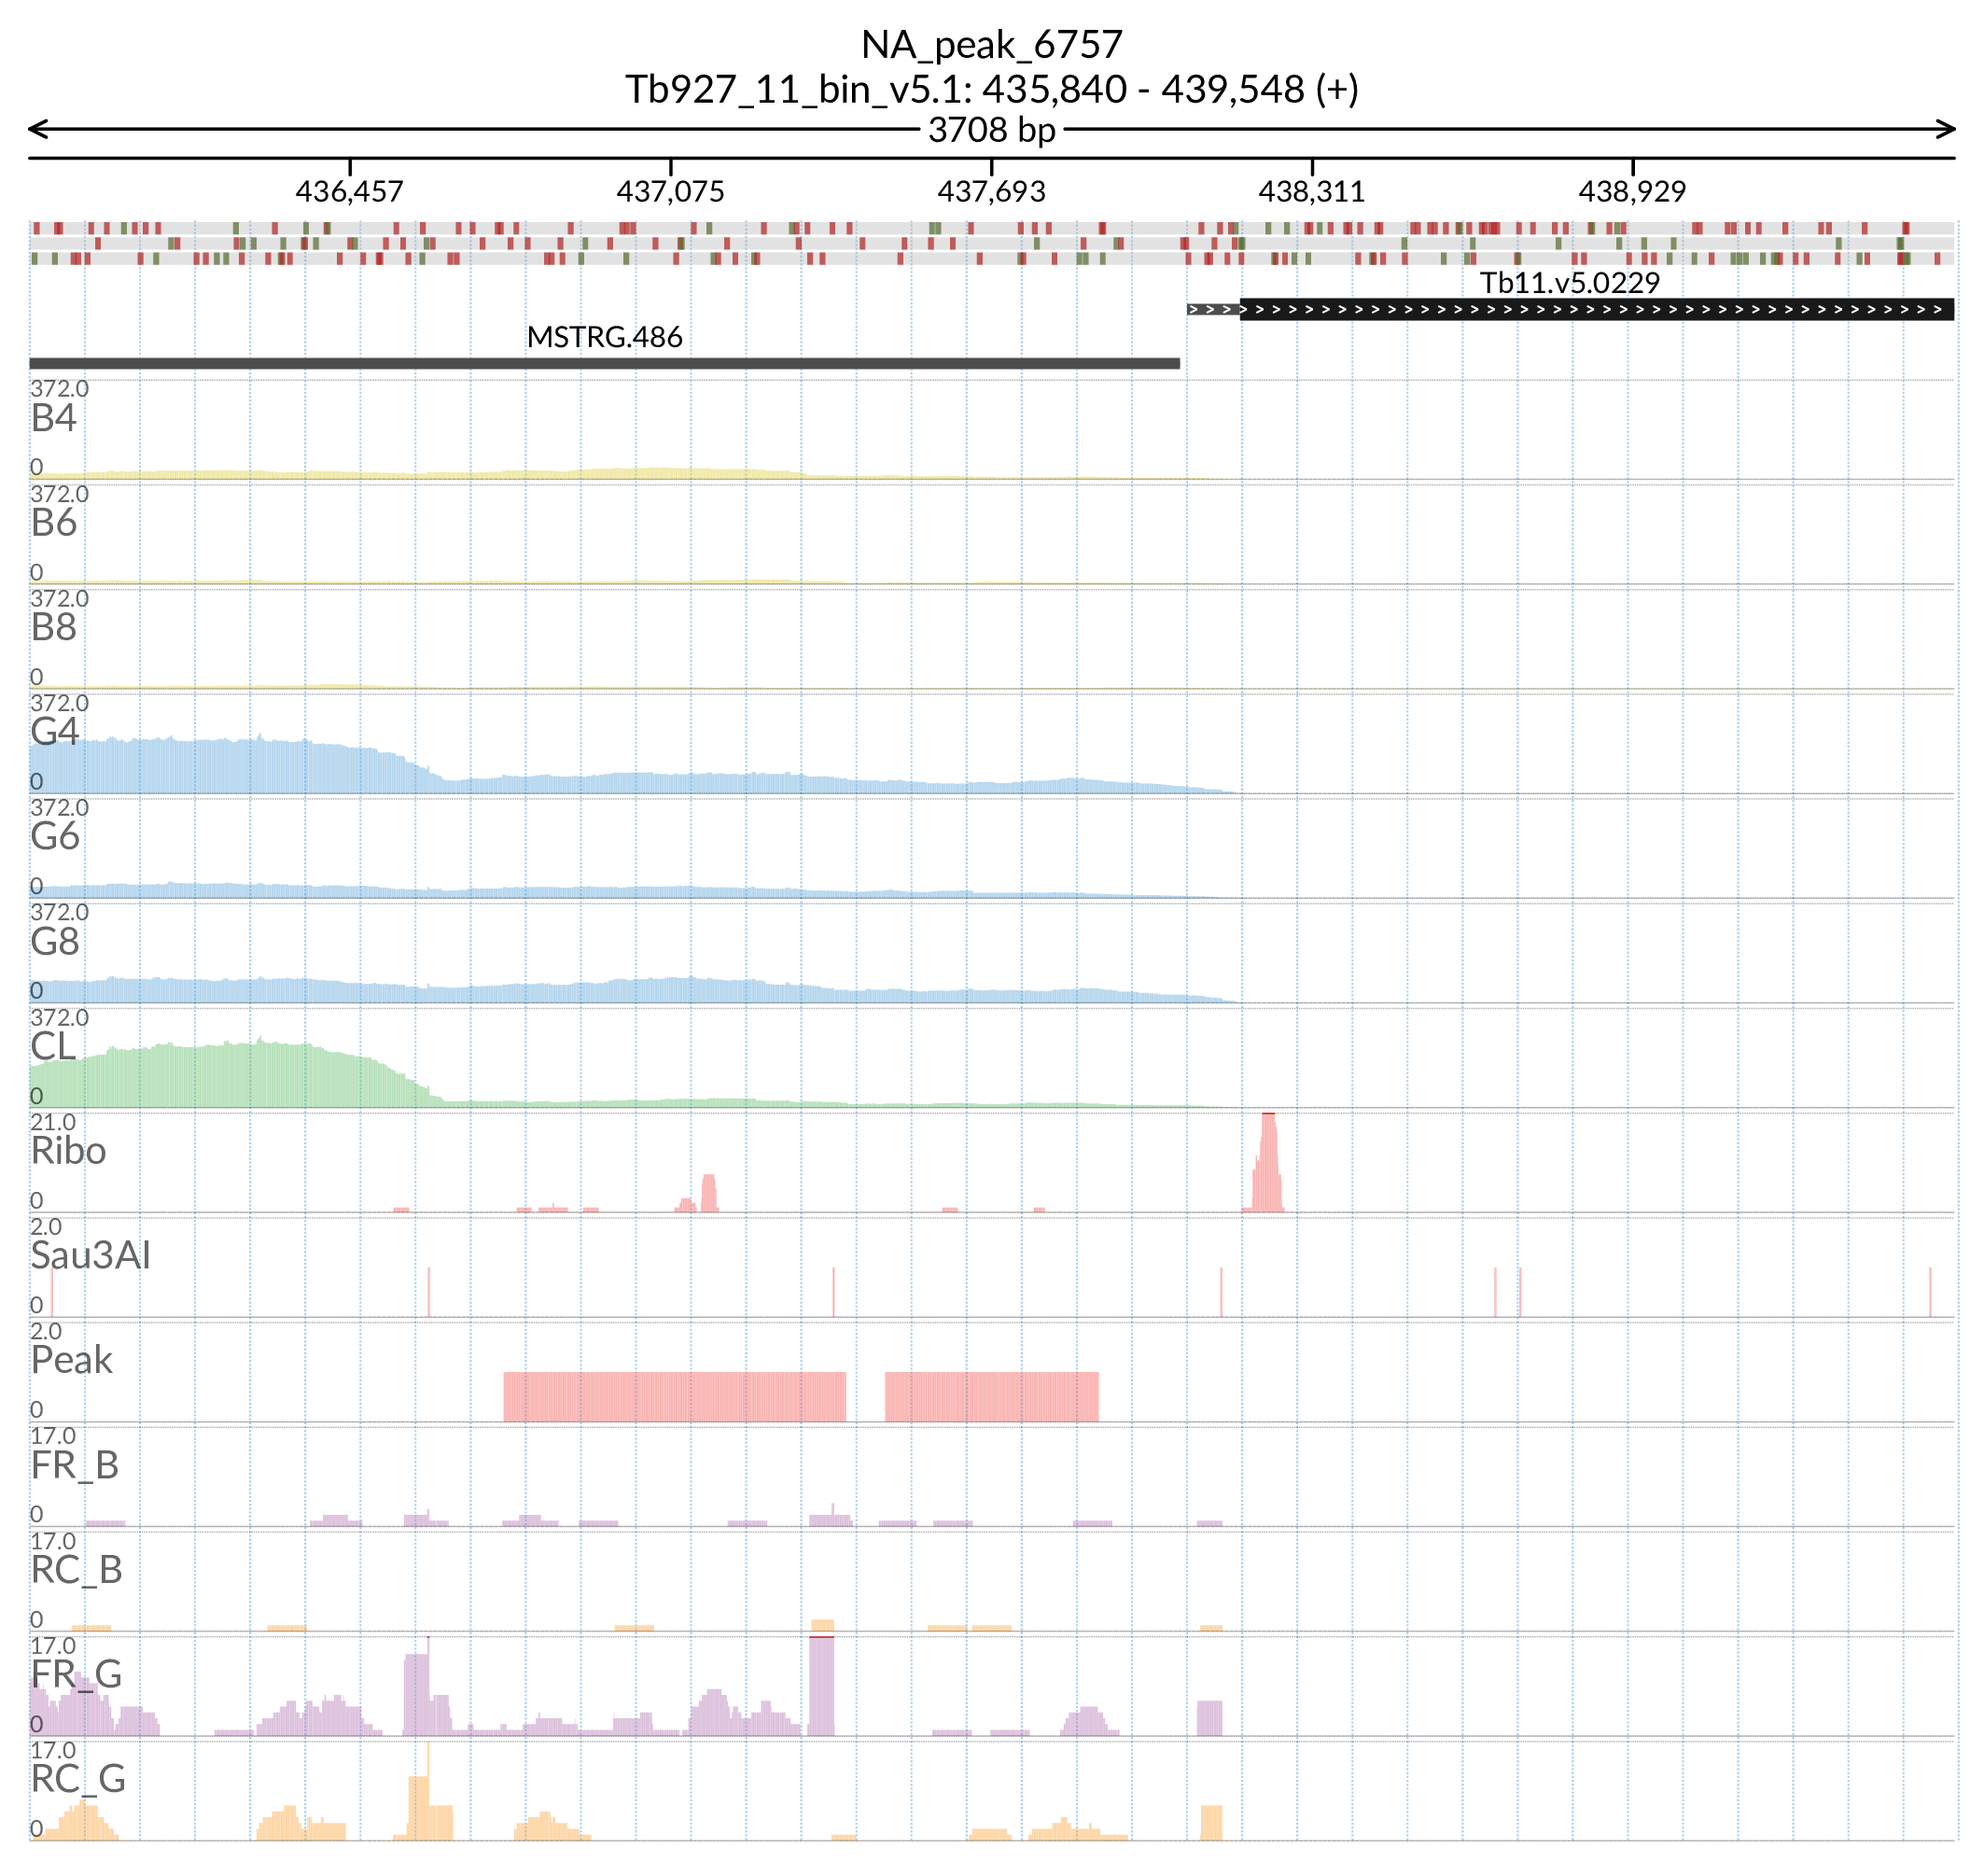 NA_peak_6757
Tb927_11_bin_v5.1: 435,840 - 439,548 (+)
3708 bp
436,457 437,075 437,693 438,311 438,929
Tb11.v5.0229
MSTRG.486
372.0
B4
0
372.0
B6
0
372.0
B8
0
372.0
G4
0
372.0
G6
0
372.0
G8
0
372.0
CL
0
21.0
Ribo
0
2.0
Sau3AI
0
2.0
Peak
0
17.0
FR_B
0
17.0
RC_B
0
17.0
FR_G
0
17.0
RC_G
0